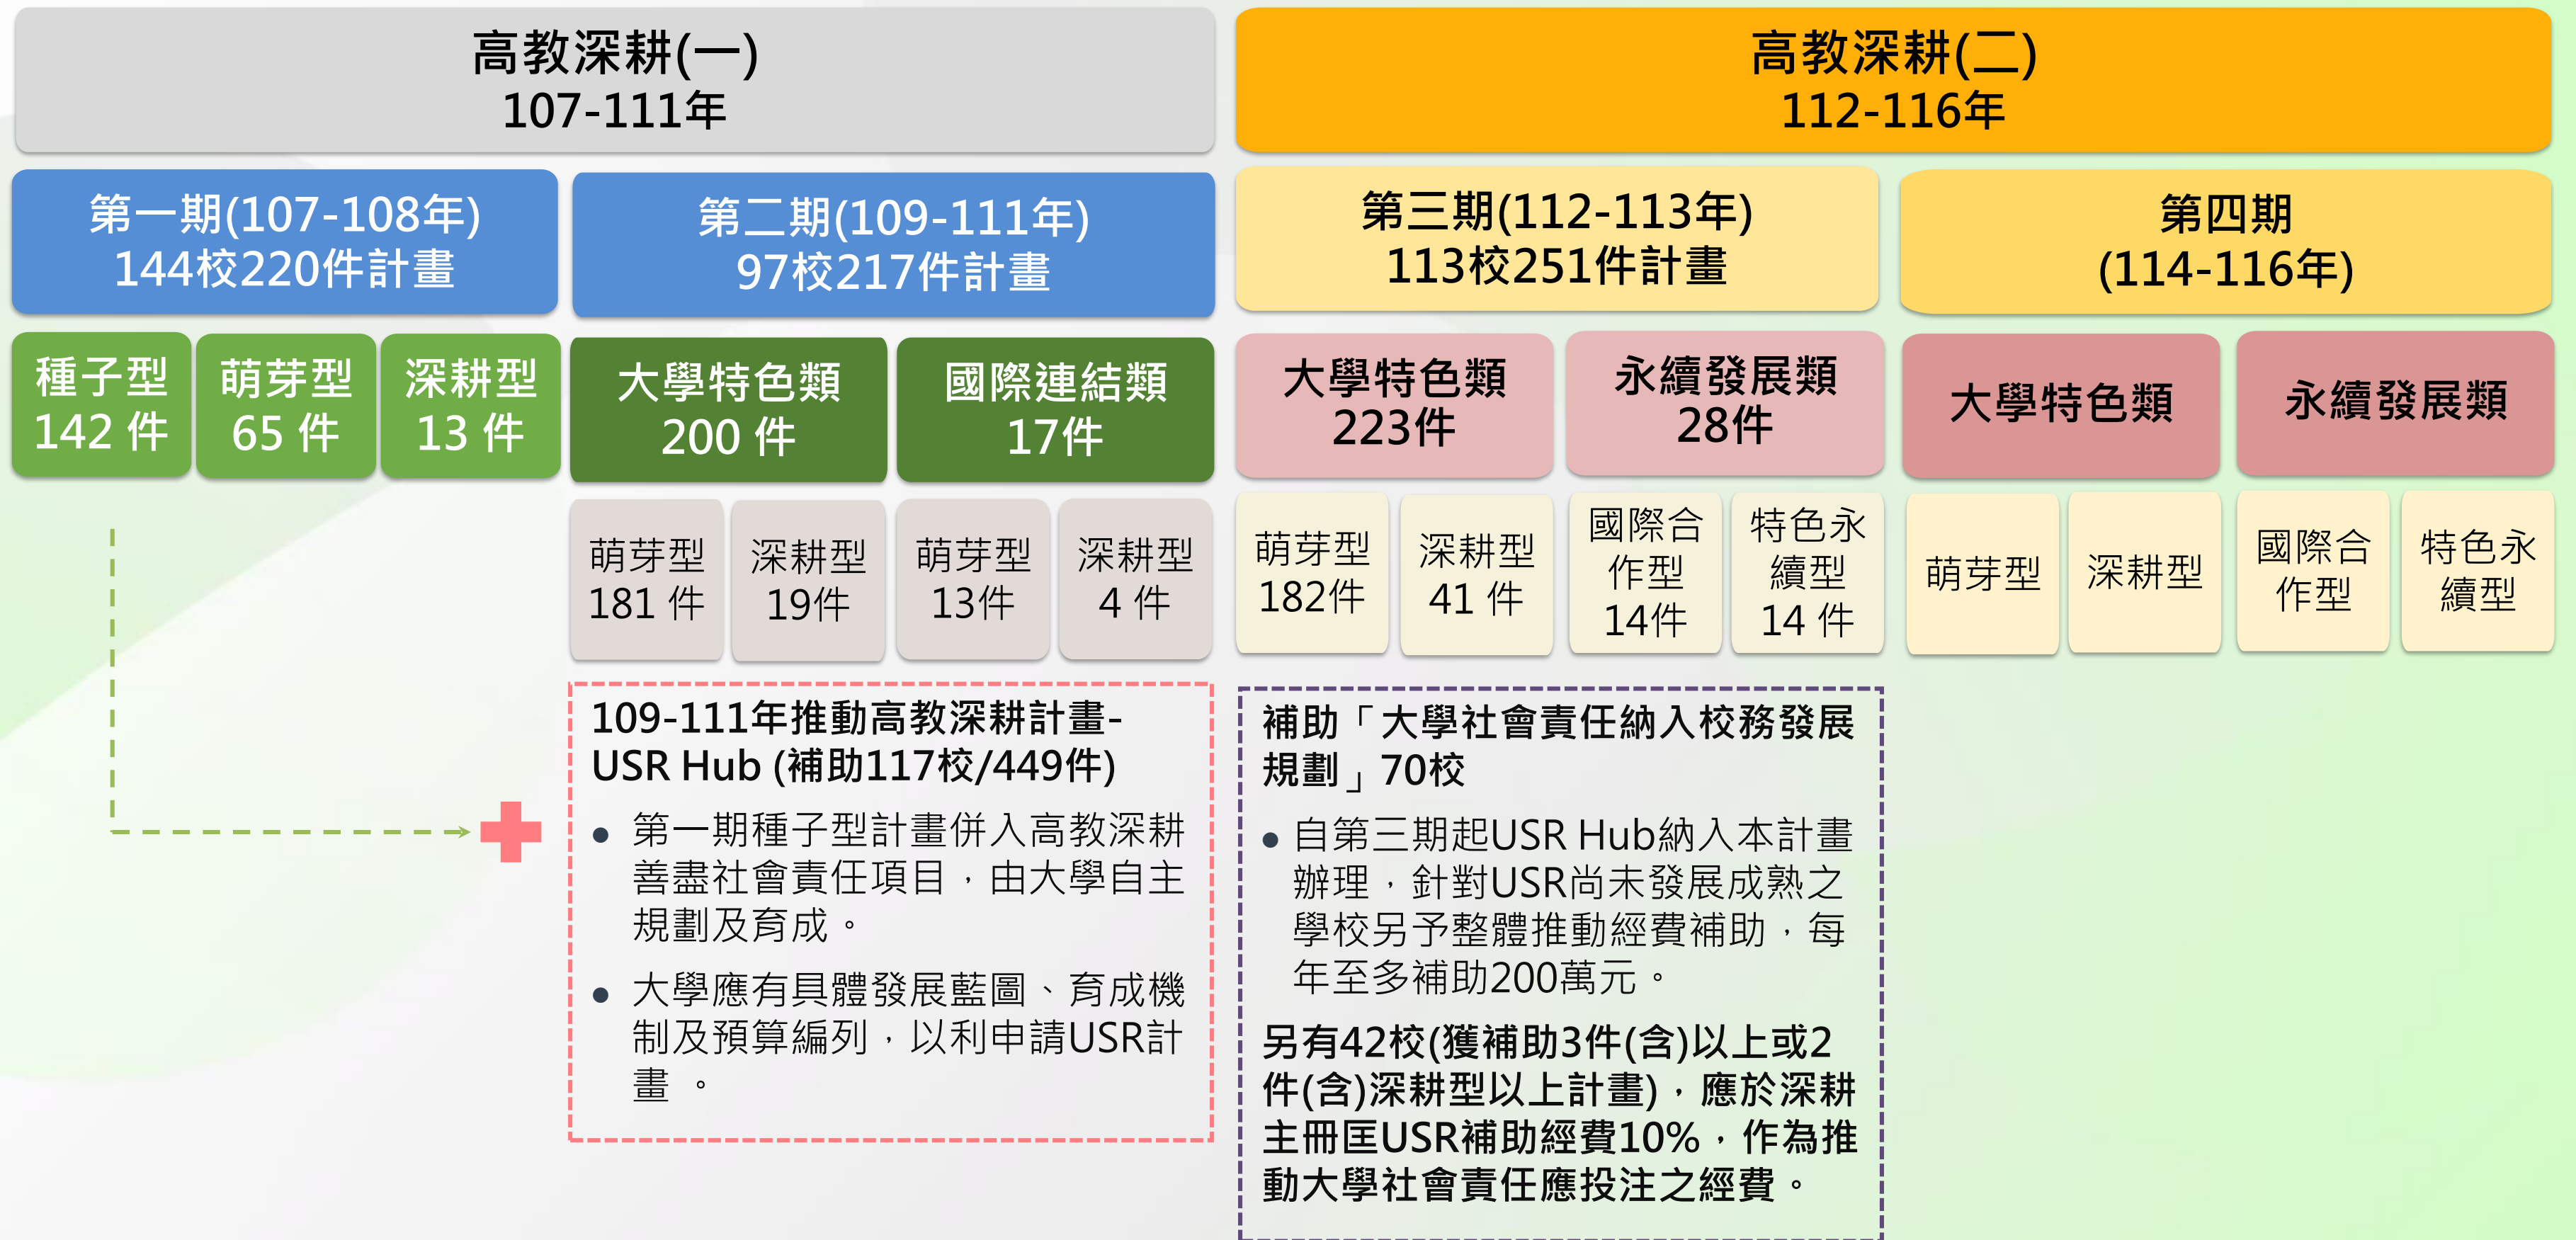 高教深耕(一)
107-111年
高教深耕(二)
112-116年
第一期(107-108年)
144校220件計畫
第二期(109-111年)
97校217件計畫
第三期(112-113年)
113校251件計畫
第四期
(114-116年)
種子型
142 件
萌芽型
65 件
深耕型
13 件
大學特色類
200 件
國際連結類
17件
大學特色類
223件
永續發展類
28件
大學特色類
永續發展類
萌芽型
181 件
深耕型
19件
萌芽型
13件
深耕型
4 件
萌芽型
182件
深耕型
41 件
國際合
作型
14件
特色永
續型
14 件
萌芽型
深耕型
國際合
作型
特色永
續型
109-111年推動高教深耕計畫-
USR Hub (補助117校/449件)
● 第一期種子型計畫併入高教深耕
善盡社會責任項目，由大學自主
規劃及育成。
● 大學應有具體發展藍圖、育成機
制及預算編列，以利申請USR計
畫 。
補助「大學社會責任納入校務發展
規劃」70校
● 自第三期起USR Hub納入本計畫
辦理，針對USR尚未發展成熟之
學校另予整體推動經費補助，每
年至多補助200萬元。
另有42校(獲補助3件(含)以上或2
件(含)深耕型以上計畫)，應於深耕
主冊匡USR補助經費10%，作為推
動大學社會責任應投注之經費。